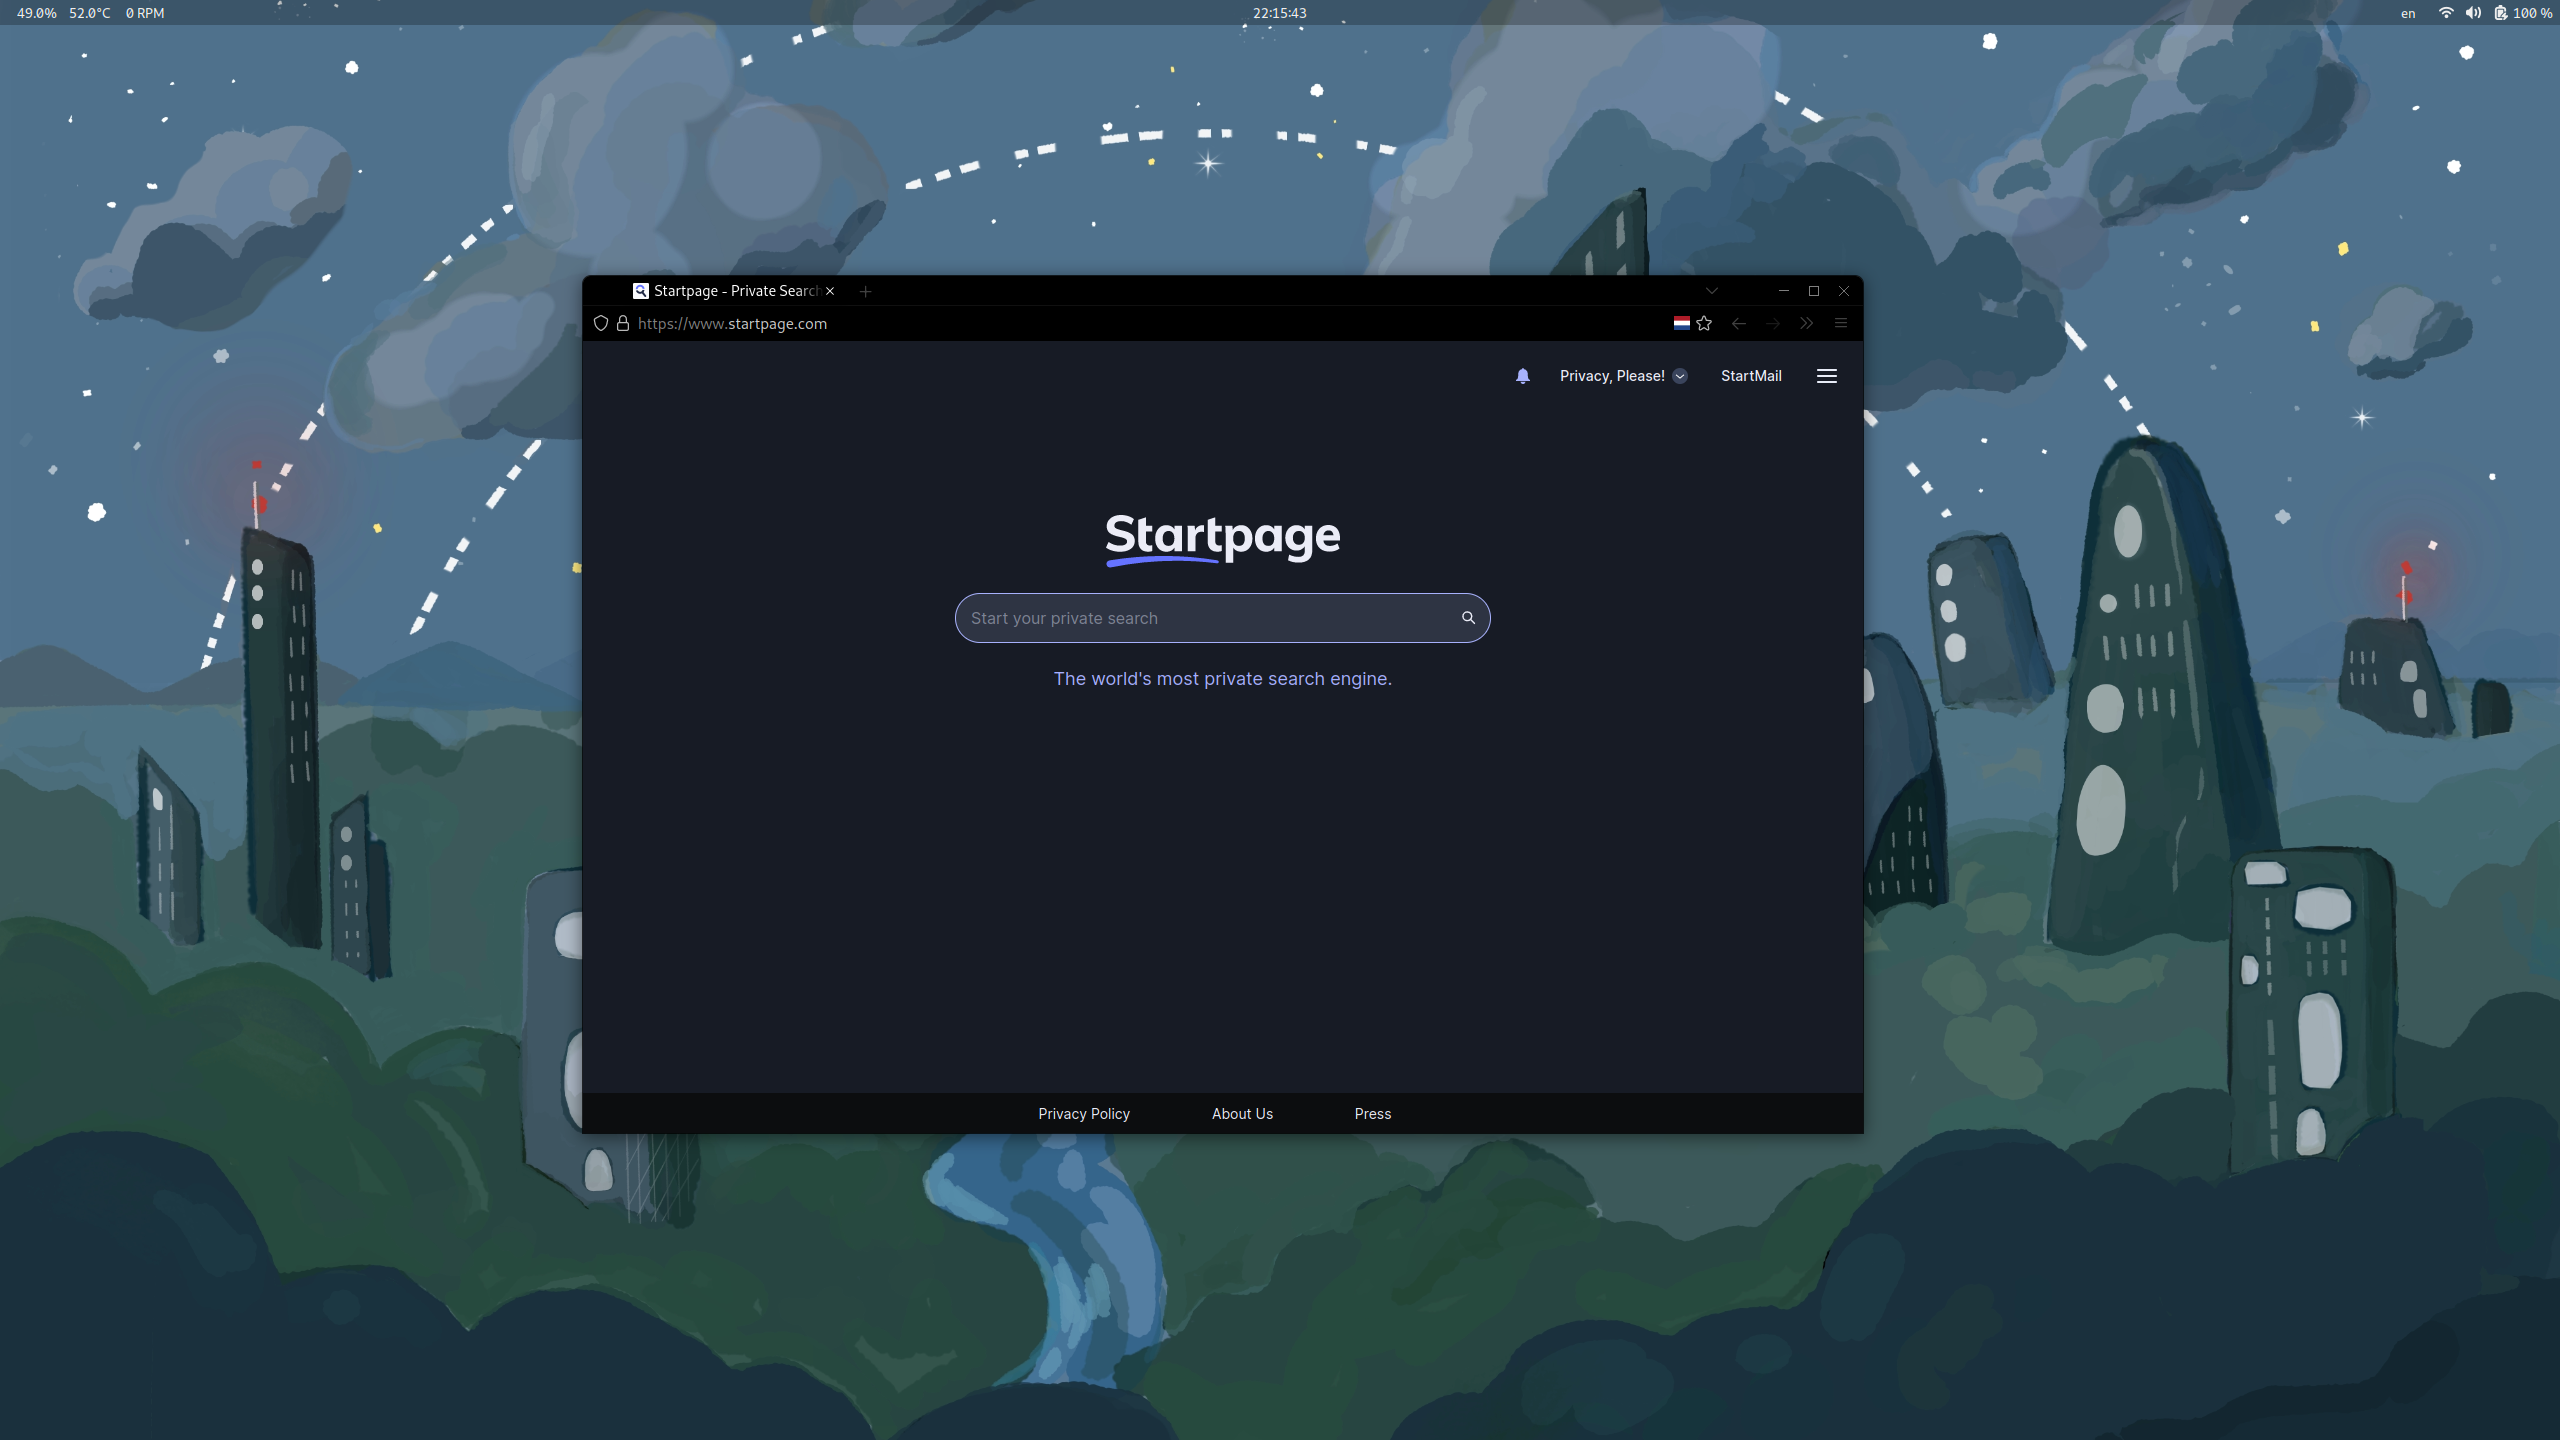 49.0% 52.0°C 0 RPM 22:15:43 en 100 %
Startpage - Private Search
https://www.startpage.com
Privacy, Please! StartMail
Startpage
Start your private search
The world's most private search engine.
Privacy Policy About Us Press